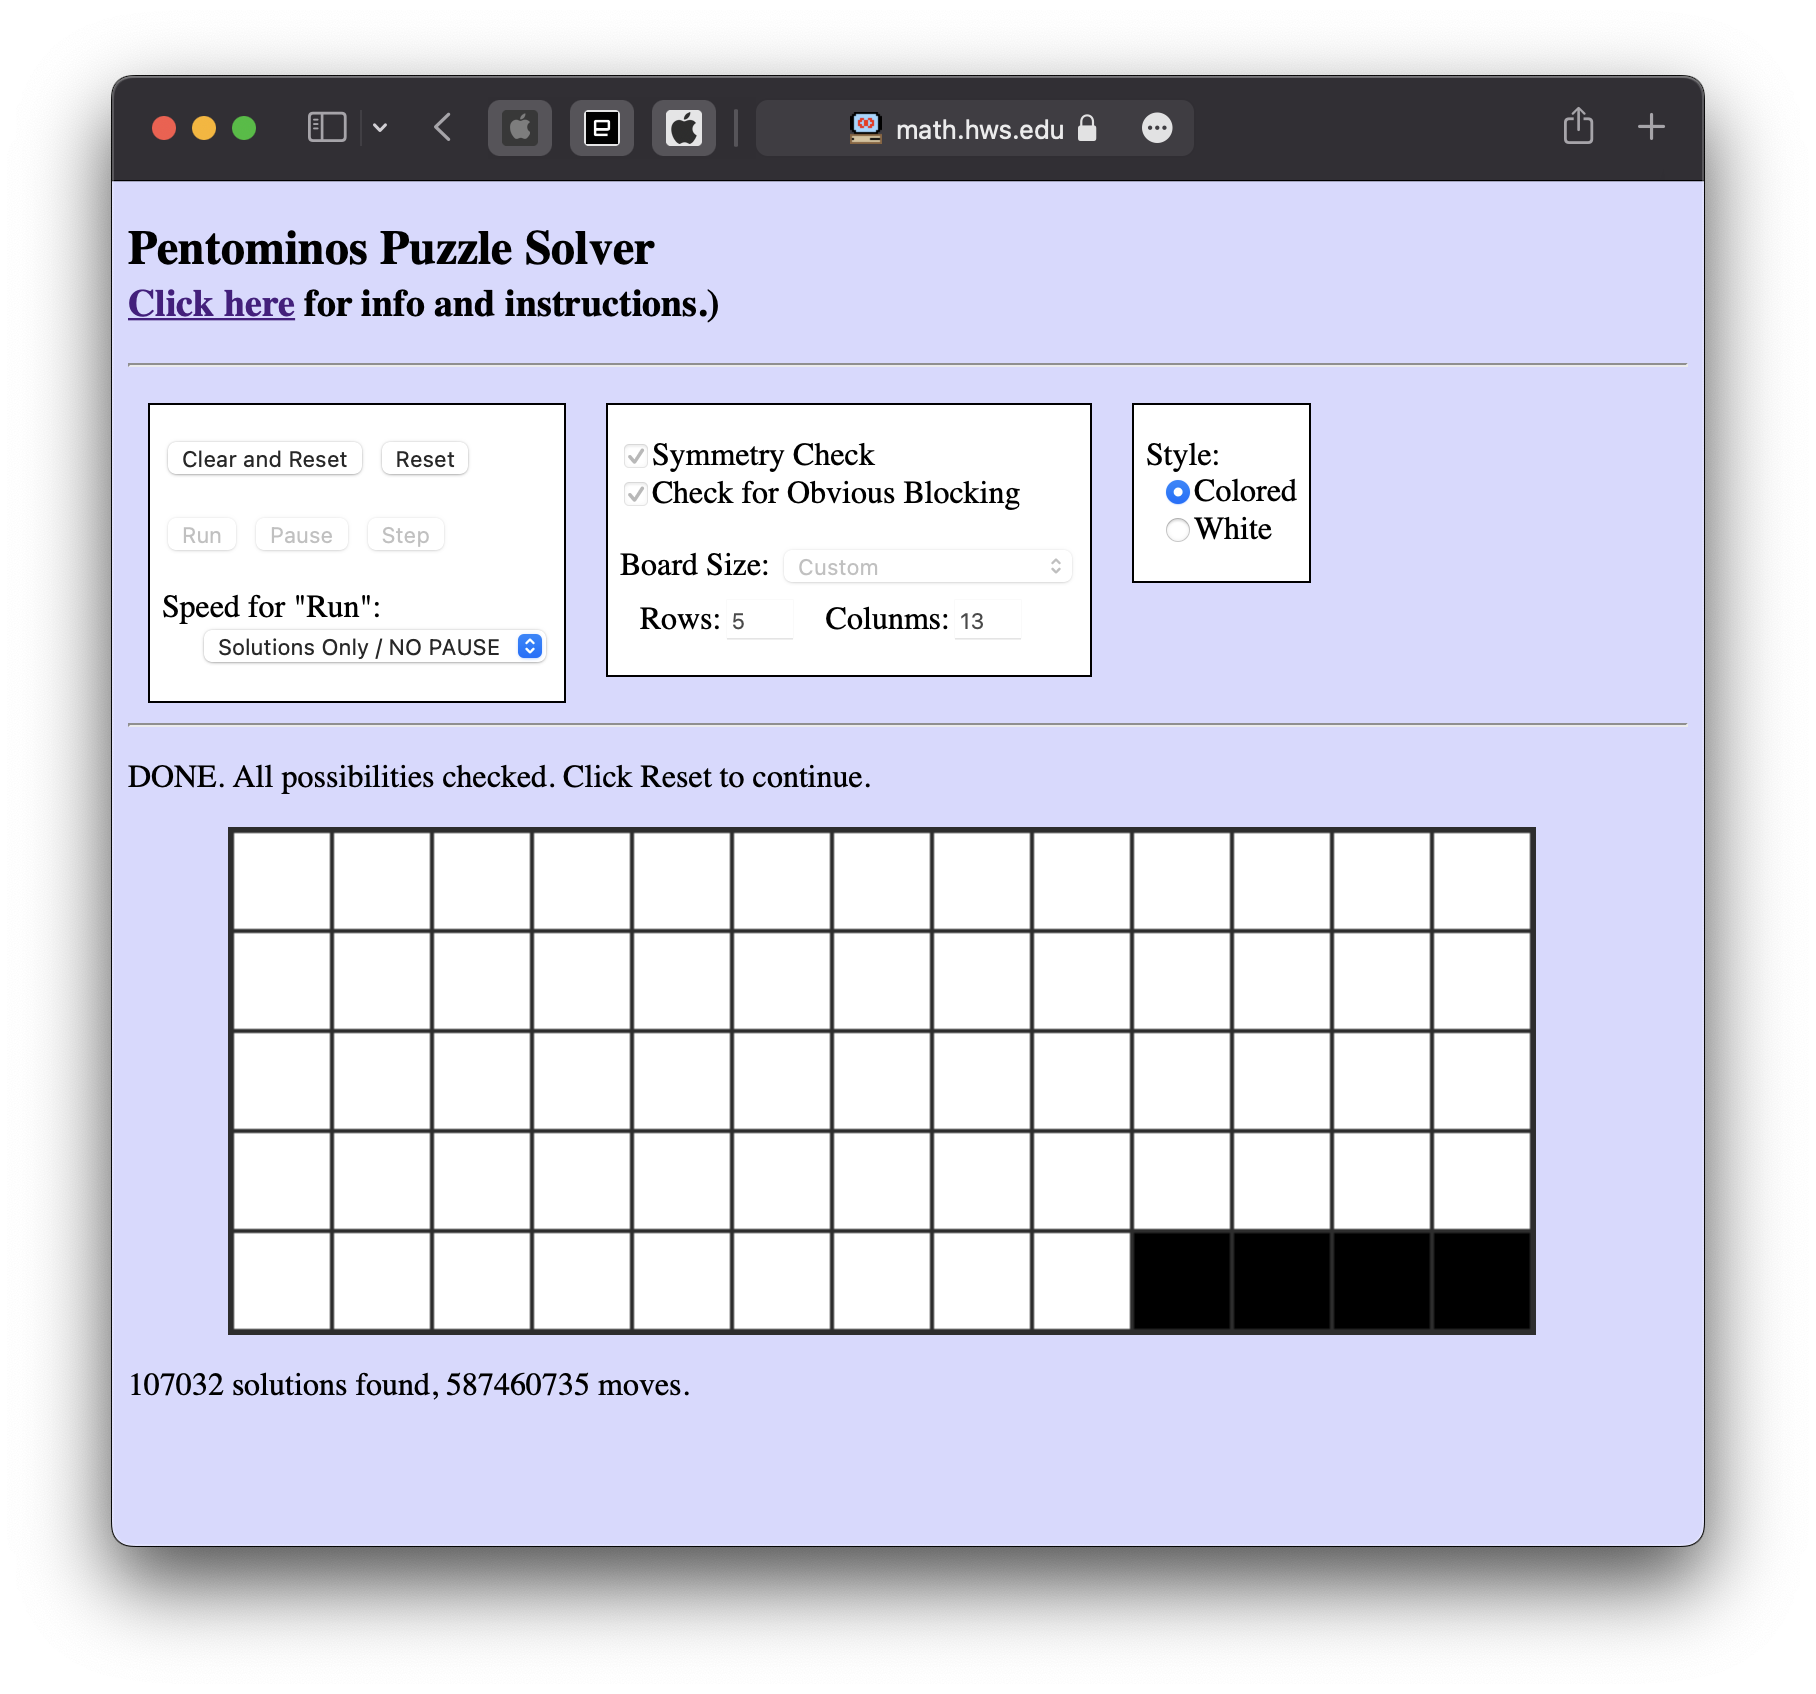 math.hws.edu
Pentominos Puzzle Solver
Click here for info and instructions.)
Clear and Reset Reset
Run Pause Step
Speed for "Run":
Solutions Only / NO PAUSE
Symmetry Check
Check for Obvious Blocking
Board Size: Custom
Rows: 5 Colunms: 13
Style:
Colored
White
DONE. All possibilities checked. Click Reset to continue.
107032 solutions found, 587460735 moves.